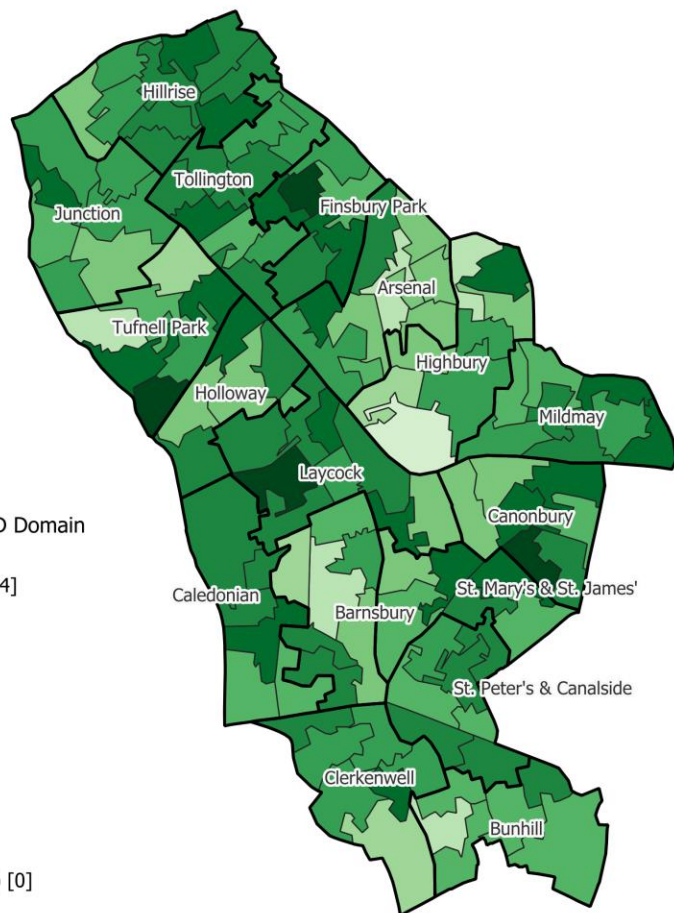 Hillrise
Tollington
Junction
Finsbury Park
Arsenal
Tufnell Park
Highbury
Holloway
Mildmay
Laycock
Canonbury
D Domain
4]
St. Mary's & St. James'
Caledonian
Barnsbury
St. Peter's & Canalside
Clerkenwell
Bunhill
[0]